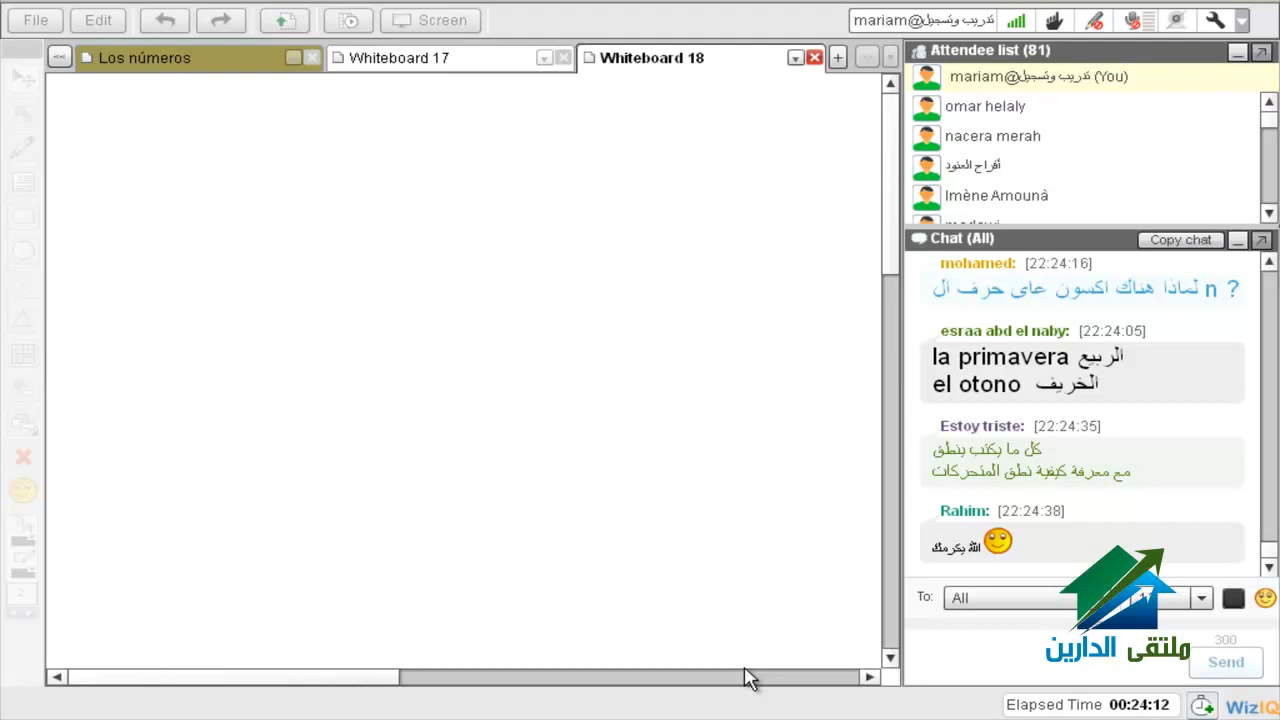 File Edit Screen mariam@تدريب وتسجيل
<< Los números Whiteboard 17 Whiteboard 18 +
Attendee list (81)
mariam@تدريب وتسجيل (You)
omar helaly
nacera merah
أفراح العنود
Imène Amounà
Chat (All) Copy chat
mohamed: [22:24:16]
لماذا هناك اكسون عاى حرف ال n ?
esraa abd el naby: [22:24:05]
la primavera الربيع
el otono الخريف
Estoy triste: [22:24:35]
كل ما يكتب ينطق
مع معرفة كيفية نطق المتحركات
Rahim: [22:24:38]
الله يكرمك
To: All
ملتقى الدارين
300
Send
2
Elapsed Time 00:24:12 WizIQ